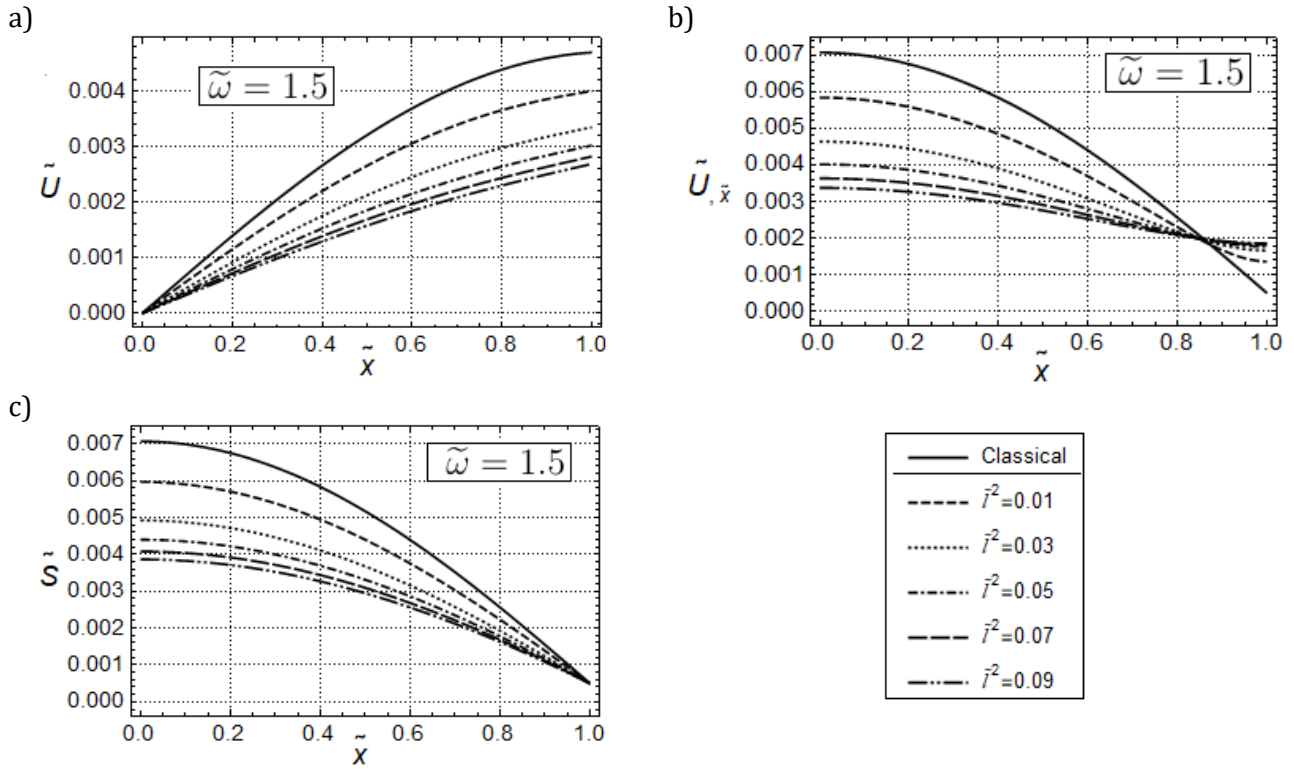 a)
ω̃ = 1.5
Ũ
0.004
0.003
0.002
0.001
0.000
0.0 0.2 0.4 0.6 0.8 1.0
x̃
b)
ω̃ = 1.5
Ũ,x̃
0.007
0.006
0.005
0.004
0.003
0.002
0.001
0.000
0.0 0.2 0.4 0.6 0.8 1.0
x̃
c)
ω̃ = 1.5
S̃
0.007
0.006
0.005
0.004
0.003
0.002
0.001
0.000
0.0 0.2 0.4 0.6 0.8 1.0
x̃
Classical
l̃²=0.01
l̃²=0.03
l̃²=0.05
l̃²=0.07
l̃²=0.09